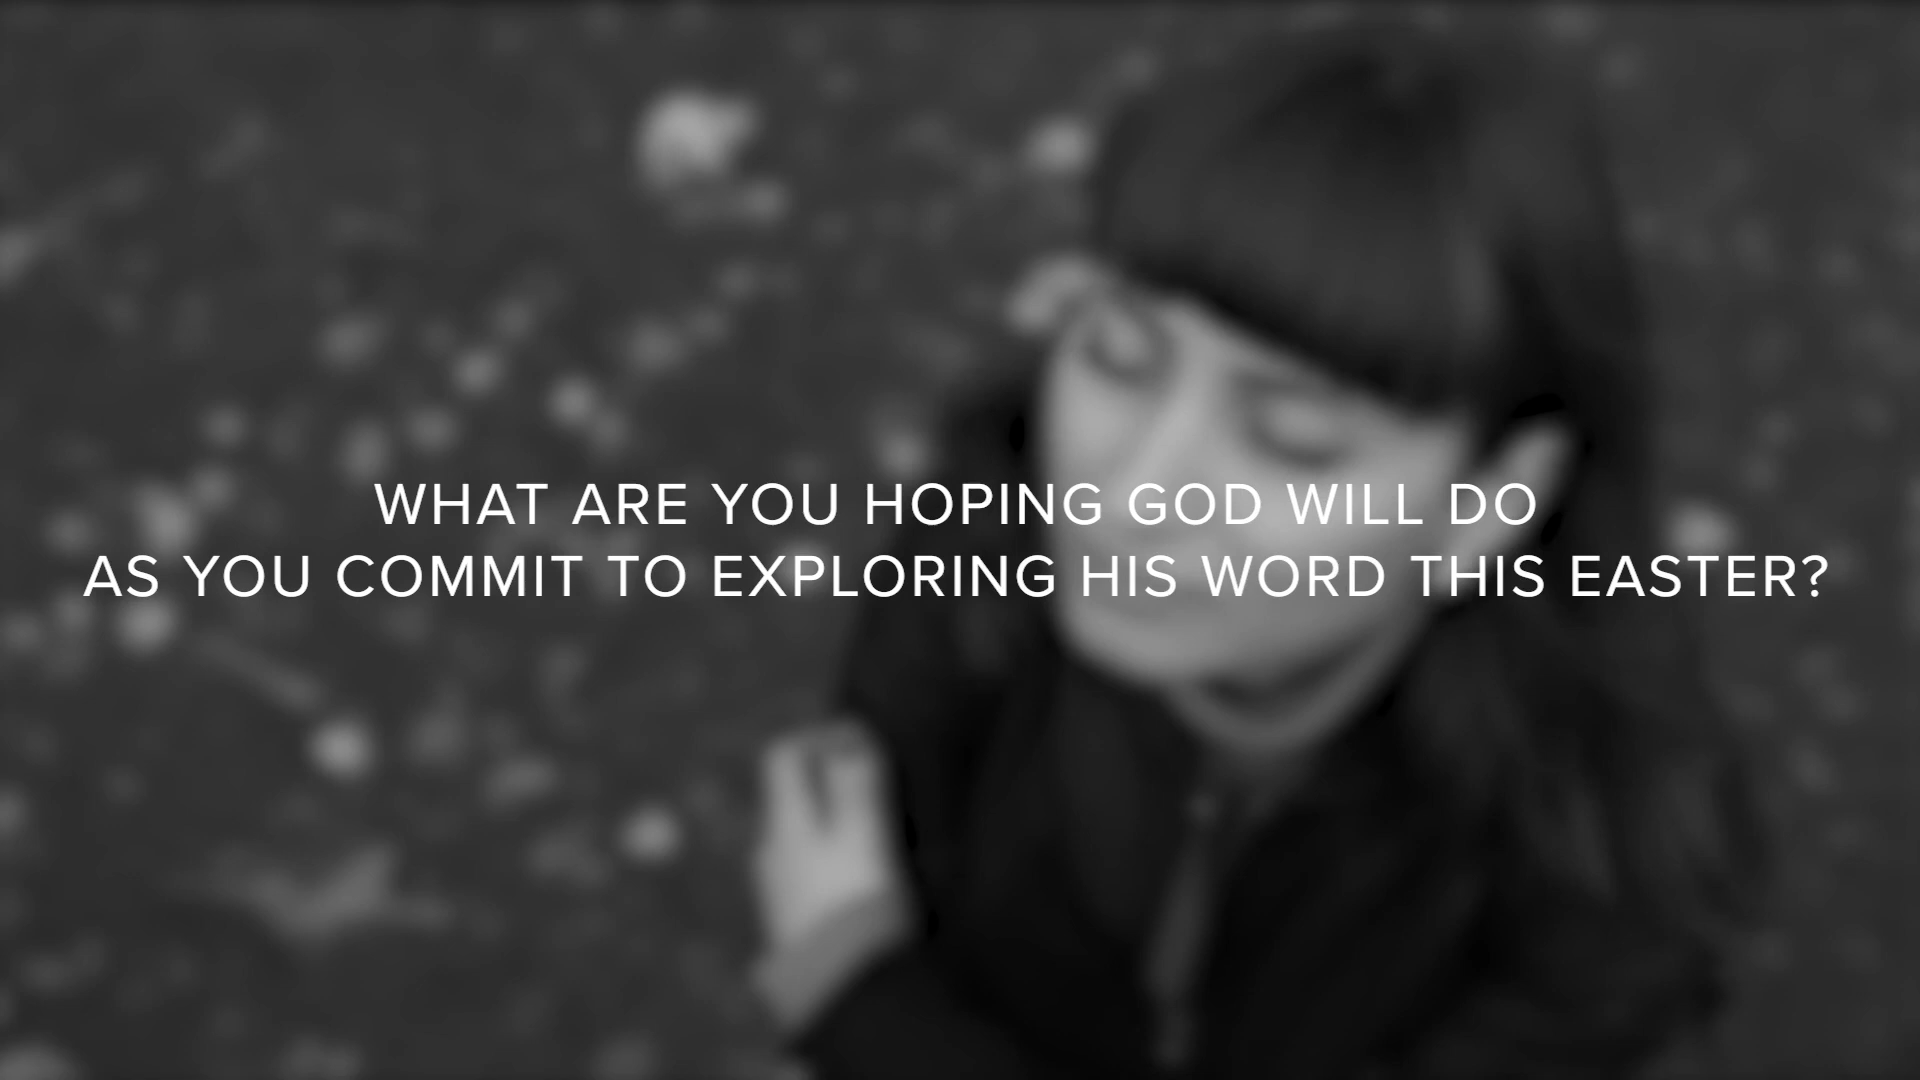 WHAT ARE YOU HOPING GOD WILL DO
AS YOU COMMIT TO EXPLORING HIS WORD THIS EASTER?